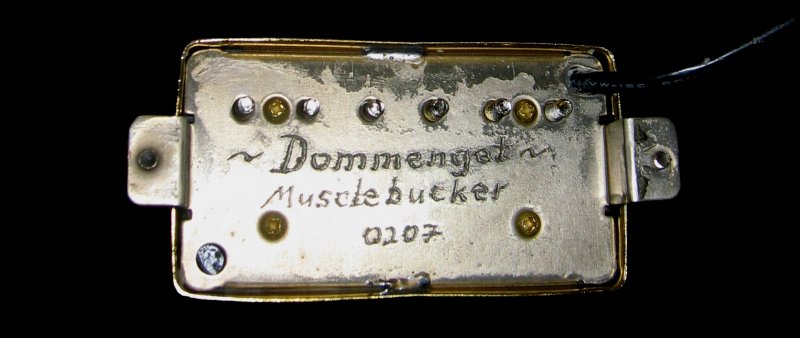 ~ Dommenget ~
Musclebucker
0207